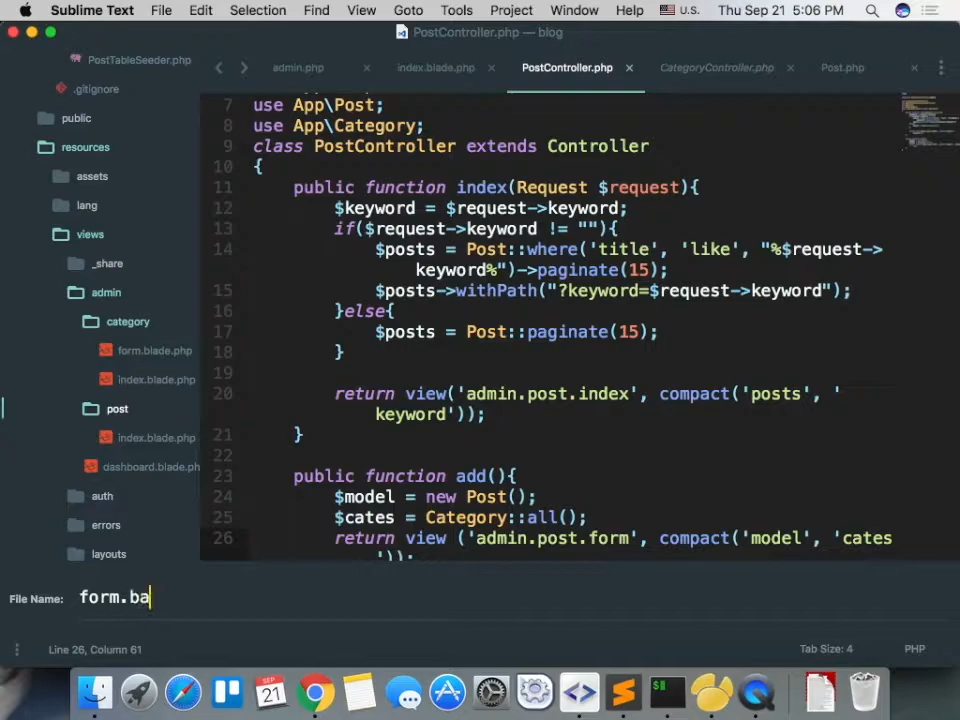 Sublime Text File Edit Selection Find View Goto Tools Project Window Help U.S. Thu Sep 21 5:06 PM
PostController.php — blog
PostTableSeeder.php
.gitignore
public
resources
assets
lang
views
_share
admin
category
form.blade.php
index.blade.php
post
index.blade.php
dashboard.blade.ph
auth
errors
layouts
admin.php × index.blade.php × PostController.php × CategoryController.php × Post.php ×
7 use App\Post;
8 use App\Category;
9 class PostController extends Controller
10 {
11 public function index(Request $request){
12 $keyword = $request->keyword;
13 if($request->keyword != ""){
14 $posts = Post::where('title', 'like', "%$request->
keyword%")->paginate(15);
15 $posts->withPath("?keyword=$request->keyword");
16 }else{
17 $posts = Post::paginate(15);
18 }
19
20 return view('admin.post.index', compact('posts', '
keyword'));
21 }
22
23 public function add(){
24 $model = new Post();
25 $cates = Category::all();
26 return view ('admin.post.form', compact('model', 'cates
'));
File Name: form.ba
Line 26, Column 61 Tab Size: 4 PHP
SEP
21